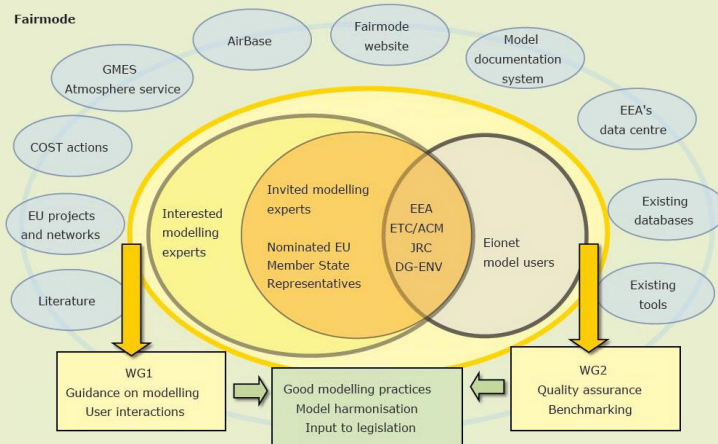 Fairmode
AirBase
Fairmode
website
Model
documentation
system
GMES
Atmosphere service
EEA's
data centre
COST actions
Existing
databases
EU projects
and networks
Existing
tools
Literature
Interested
modelling
experts
Invited modelling
experts
Nominated EU
Member State
Representatives
EEA
ETC/ACM
JRC
DG-ENV
Eionet
model users
WG1
Guidance on modelling
User interactions
Good modelling practices
Model harmonisation
Input to legislation
WG2
Quality assurance
Benchmarking